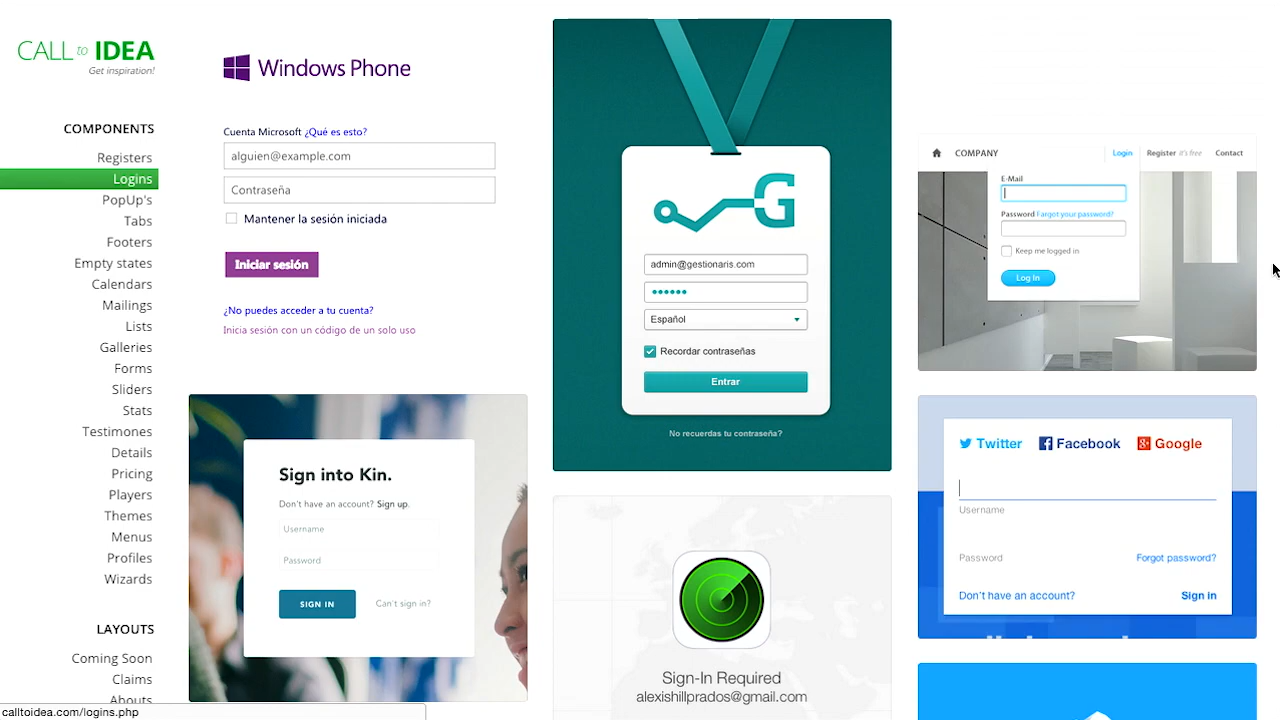 CALL to IDEA
Get inspiration!
COMPONENTS
Registers
Logins
PopUp's
Tabs
Footers
Empty states
Calendars
Mailings
Lists
Galleries
Forms
Sliders
Stats
Testimones
Details
Pricing
Players
Themes
Menus
Profiles
Wizards
LAYOUTS
Coming Soon
Claims
Abouts
calltoidea.com/logins.php
Windows Phone
Cuenta Microsoft ¿Qué es esto?
alguien@example.com
Contraseña
Mantener la sesión iniciada
Iniciar sesión
¿No puedes acceder a tu cuenta?
Inicia sesión con un código de un solo uso
Sign into Kin.
Don't have an account? Sign up.
Username
Password
SIGN IN
Can't sign in?
G
admin@gestionaris.com
Español
Recordar contraseñas
Entrar
No recuerdas tu contraseña?
Sign-In Required
alexishillprados@gmail.com
COMPANY
Login
Register it's free
Contact
E-Mail
Password Fargot your password?
Keep me logged in
Log In
Twitter
Facebook
Google
Username
Password
Forgot password?
Don't have an account?
Sign in